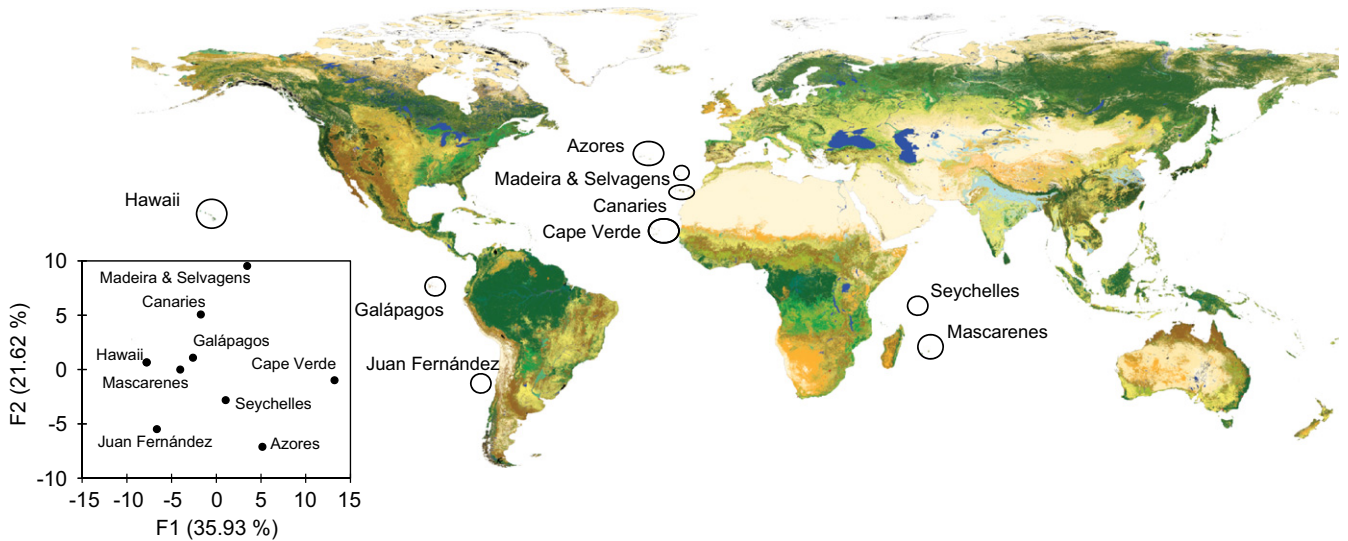 Azores
Madeira & Selvagens
Hawaii
Canaries
Cape Verde
Galápagos
Seychelles
Mascarenes
Juan Fernández
10
5
0
-5
-10
F2 (21.62 %)
Madeira & Selvagens
Canaries
Galápagos
Hawaii
Cape Verde
Mascarenes
Seychelles
Juan Fernández
Azores
-15 -10 -5 0 5 10 15
F1 (35.93 %)